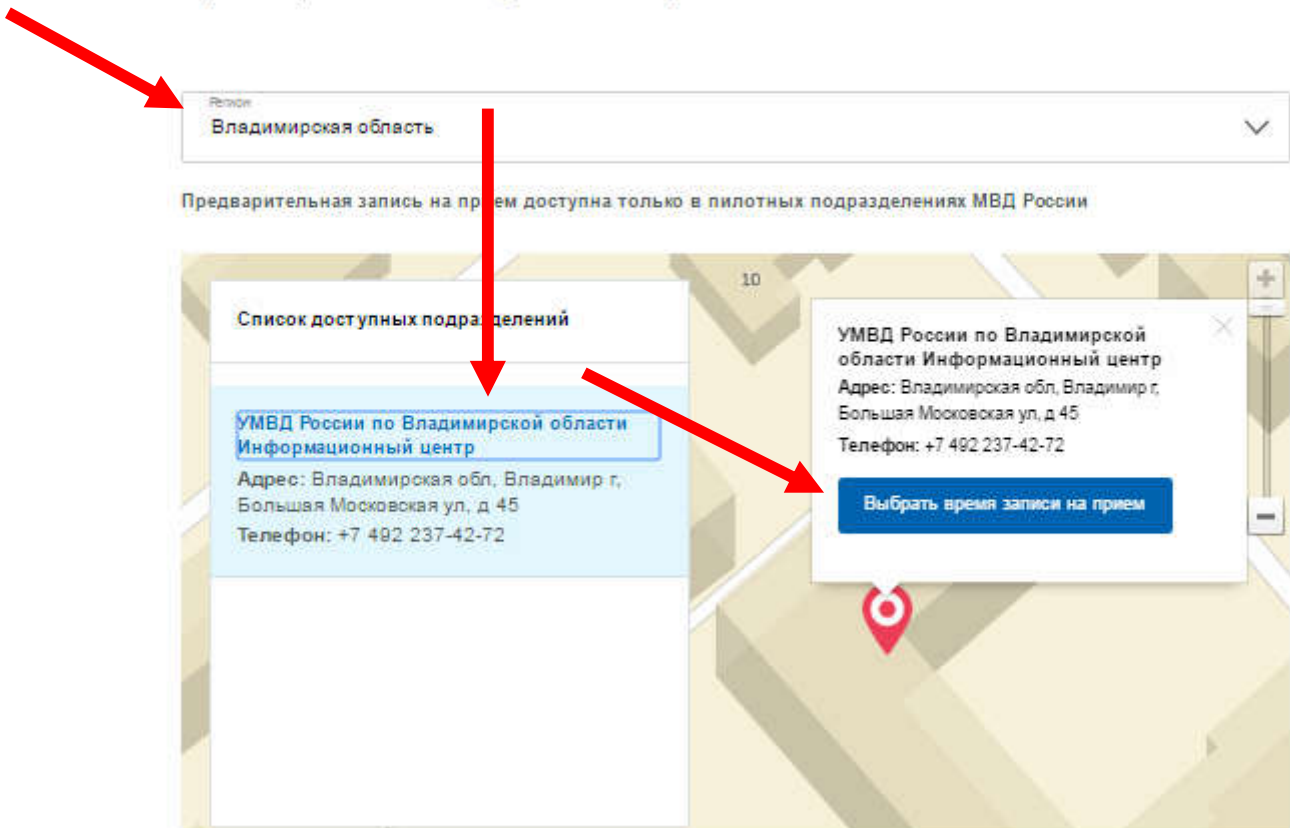 Регион
Владимирская область
Предварительная запись на прием доступна только в пилотных подразделениях МВД России
10
Список доступных подразделений
УМВД России по Владимирской области
Информационный центр
Адрес: Владимирская обл, Владимир г,
Большая Московская ул, д 45
Телефон: +7 492 237-42-72
УМВД России по Владимирской
области Информационный центр
Адрес: Владимирская обл, Владимир г,
Большая Московская ул, д 45
Телефон: +7 492 237-42-72
Выбрать время записи на прием